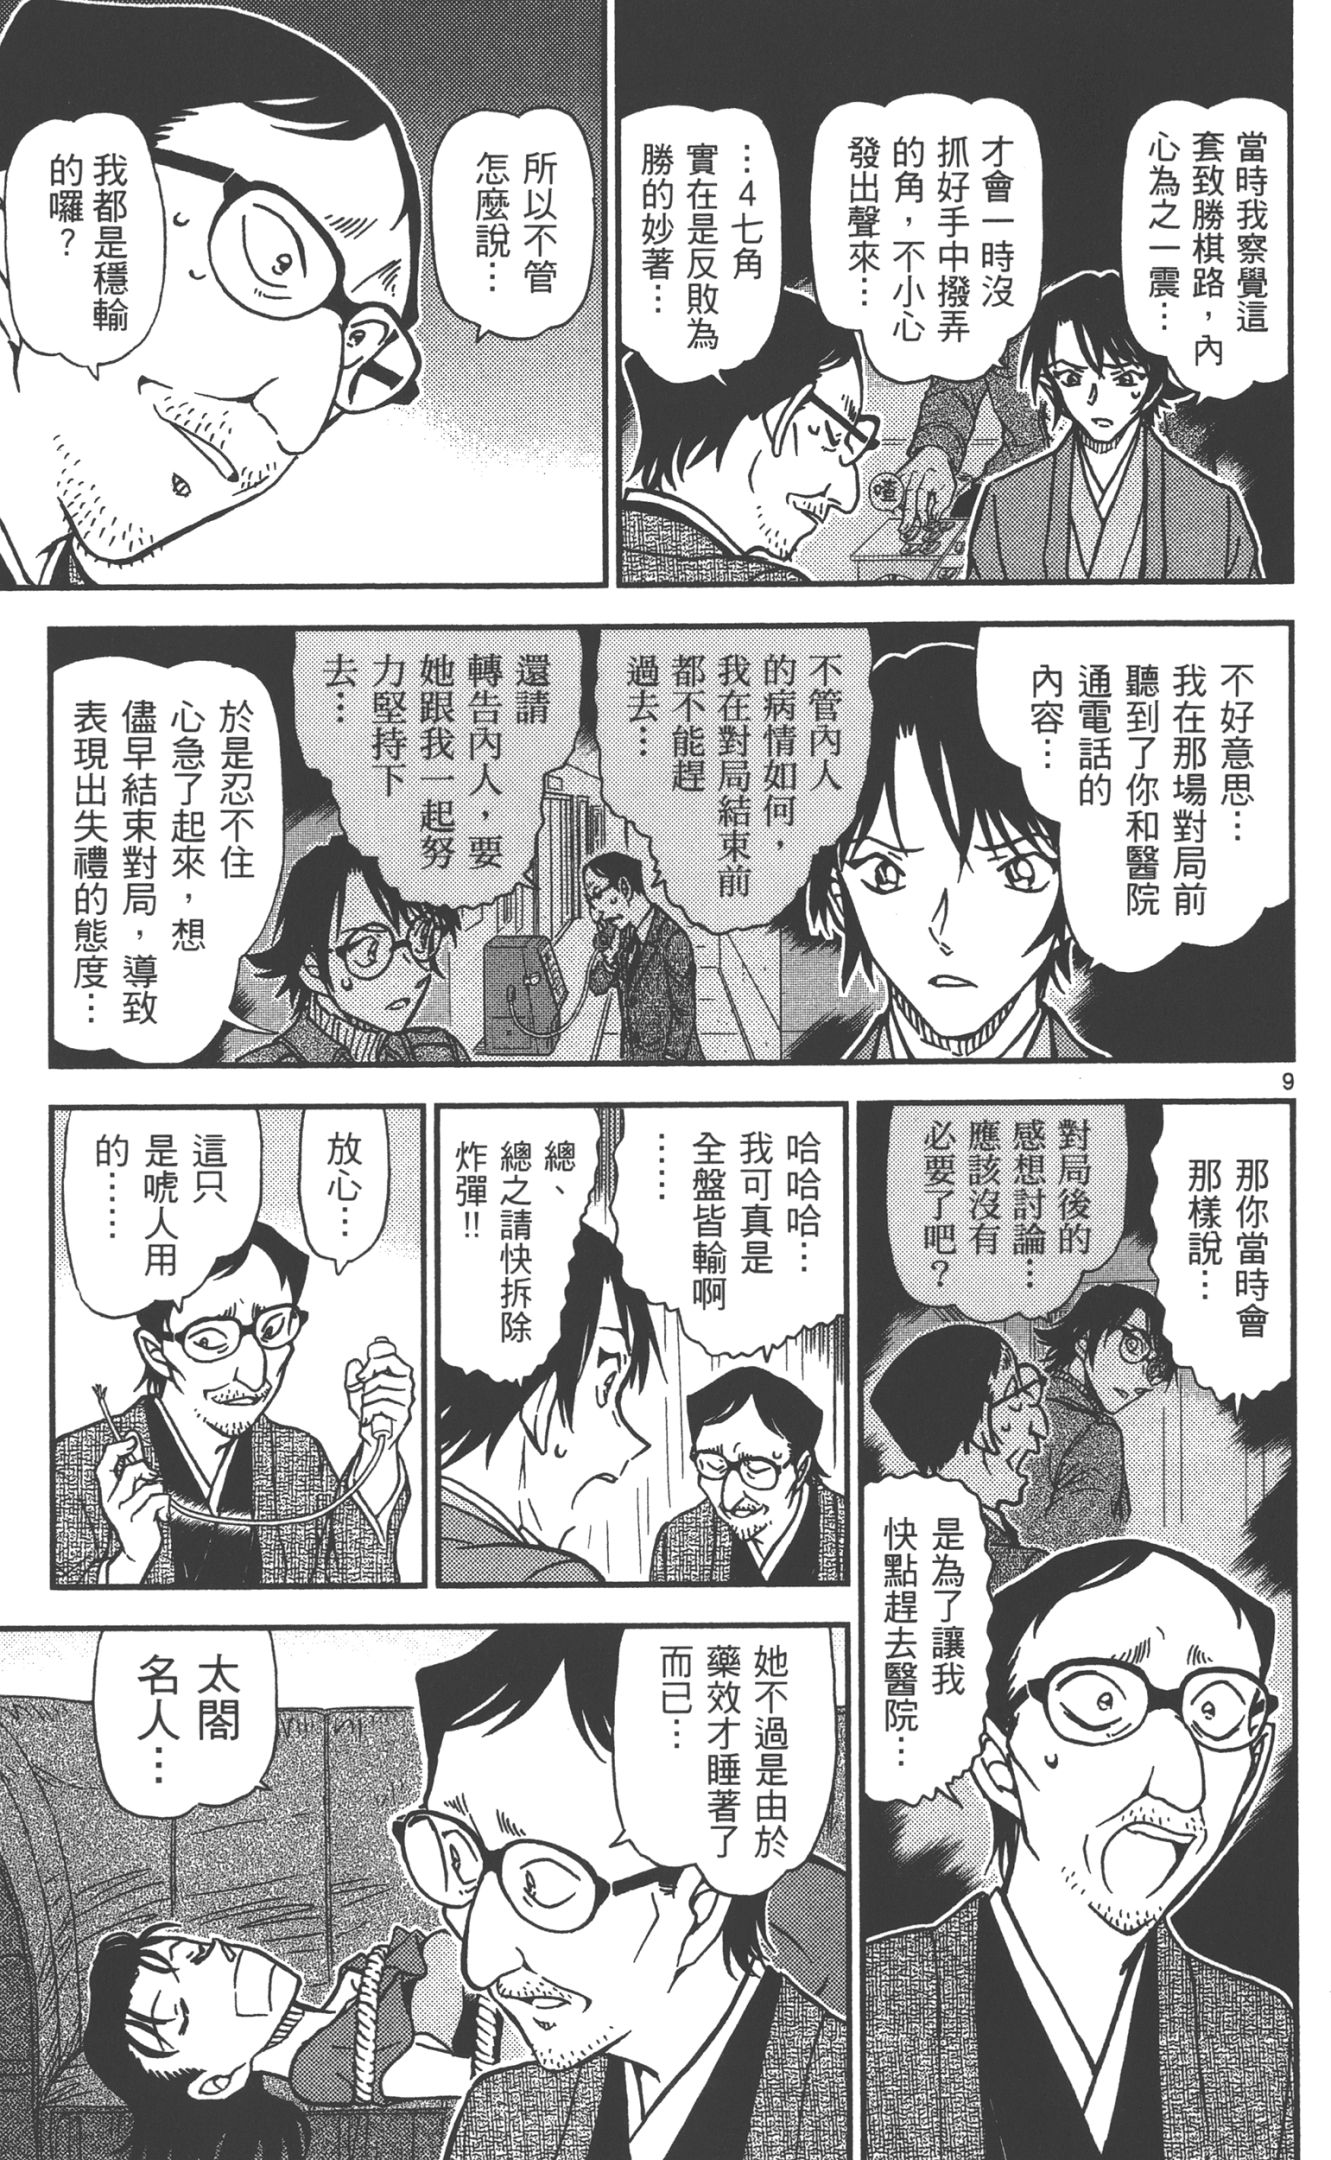 當時我察覺這
套致勝棋路，內
心為之一震…
才會一時沒
抓好手中撥弄
的角，不小心
發出聲來…
喳
…4七角
實在是反敗為
勝的妙著…
所以不管
怎麼說…
我都是穩輸
的囉？
不好意思…
我在那場對局前
聽到了你和醫院
通電話的
內容…
不管內人
的病情如何，
我在對局結束前
都不能趕
過去…
還請
轉告內人，要
她跟我一起努
力堅持下
去…
於是忍不住
心急了起來，想
儘早結束對局，導致
表現出失禮的態度…
9
那你當時會
那樣說…
對局後的
感想討論…
應該沒有
必要了吧？
是為了讓我
快點趕去醫院…
哈哈哈…
我可真是
全盤皆輸啊
……
總、
總之請快拆除
炸彈!!
放心…
這只
是唬人用
的……
她不過是由於
藥效才睡著了
而已…
太閤
名人…